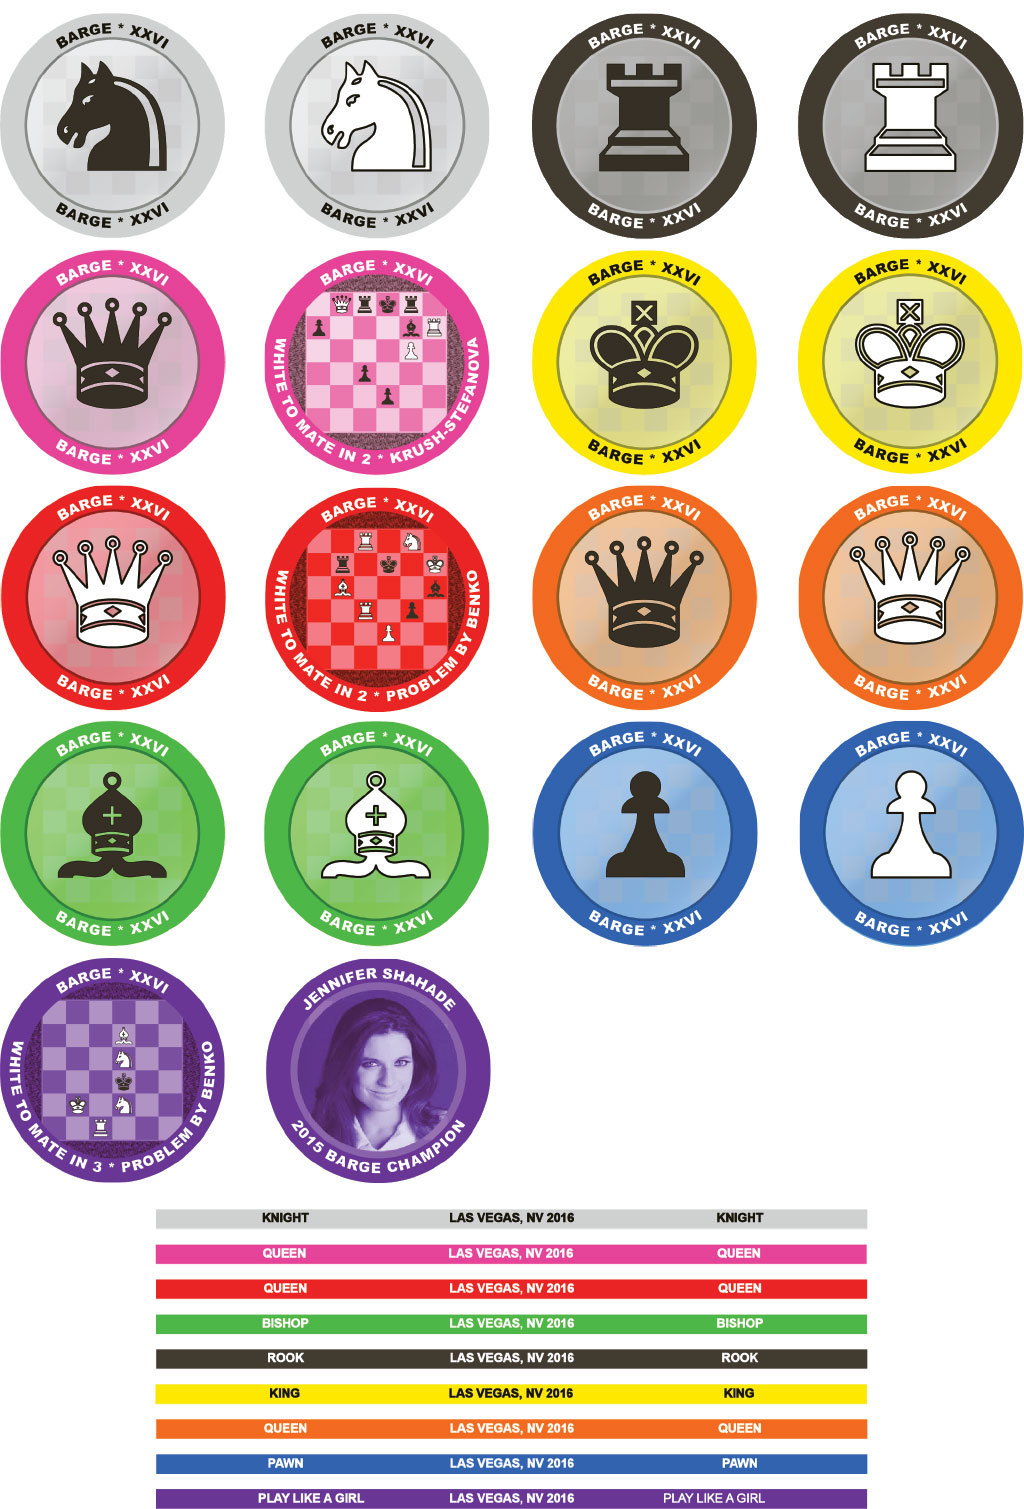 BARGE * XXVI
BARGE * XXVI
BARGE * XXVI
BARGE * XXVI
BARGE * XXVI
BARGE * XXVI
BARGE * XXVI
BARGE * XXVI
BARGE * XXVI
BARGE * XXVI
BARGE * XXVI
WHITE TO MATE IN 2 * KRUSH-STEFANOVA
BARGE * XXVI
BARGE * XXVI
BARGE * XXVI
BARGE * XXVI
BARGE * XXVI
BARGE * XXVI
BARGE * XXVI
WHITE TO MATE IN 2 * PROBLEM BY BENKO
BARGE * XXVI
BARGE * XXVI
BARGE * XXVI
BARGE * XXVI
BARGE * XXVI
BARGE * XXVI
BARGE * XXVI
BARGE * XXVI
BARGE * XXVI
BARGE * XXVI
BARGE * XXVI
BARGE * XXVI
BARGE * XXVI
WHITE TO MATE IN 3 * PROBLEM BY BENKO
JENNIFER SHAHADE
2015 BARGE CHAMPION
KNIGHT LAS VEGAS, NV 2016 KNIGHT
QUEEN LAS VEGAS, NV 2016 QUEEN
QUEEN LAS VEGAS, NV 2016 QUEEN
BISHOP LAS VEGAS, NV 2016 BISHOP
ROOK LAS VEGAS, NV 2016 ROOK
KING LAS VEGAS, NV 2016 KING
QUEEN LAS VEGAS, NV 2016 QUEEN
PAWN LAS VEGAS, NV 2016 PAWN
PLAY LIKE A GIRL LAS VEGAS, NV 2016 PLAY LIKE A GIRL